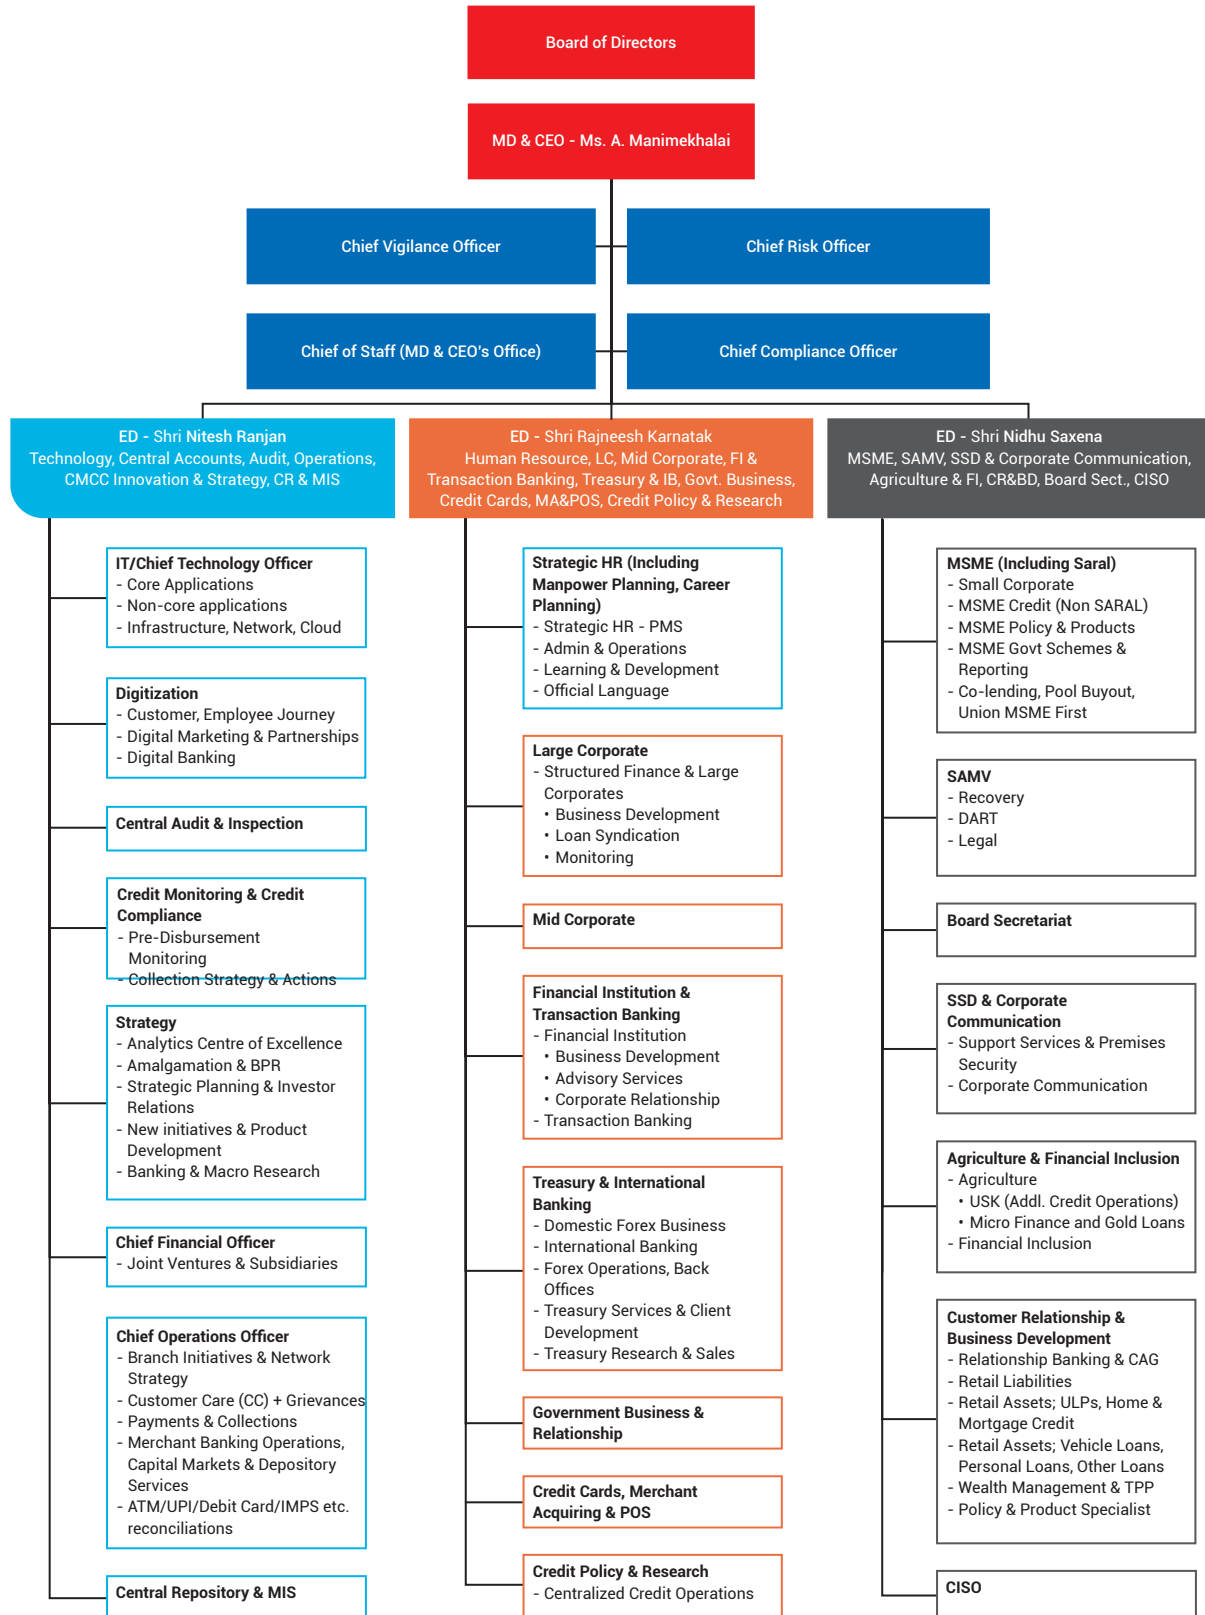 Board of Directors
MD & CEO - Ms. A. Manimekhalai
Chief Vigilance Officer
Chief Risk Officer
Chief of Staff (MD & CEO's Office)
Chief Compliance Officer
ED - Shri Nitesh Ranjan
Technology, Central Accounts, Audit, Operations,
CMCC Innovation & Strategy, CR & MIS
IT/Chief Technology Officer
- Core Applications
- Non-core applications
- Infrastructure, Network, Cloud
Digitization
- Customer, Employee Journey
- Digital Marketing & Partnerships
- Digital Banking
Central Audit & Inspection
Credit Monitoring & Credit
Compliance
- Pre-Disbursement
Monitoring
- Collection Strategy & Actions
Strategy
- Analytics Centre of Excellence
- Amalgamation & BPR
- Strategic Planning & Investor
Relations
- New initiatives & Product
Development
- Banking & Macro Research
Chief Financial Officer
- Joint Ventures & Subsidiaries
Chief Operations Officer
- Branch Initiatives & Network
Strategy
- Customer Care (CC) + Grievances
- Payments & Collections
- Merchant Banking Operations,
Capital Markets & Depository
Services
- ATM/UPI/Debit Card/IMPS etc.
reconciliations
Central Repository & MIS
ED - Shri Rajneesh Karnatak
Human Resource, LC, Mid Corporate, FI &
Transaction Banking, Treasury & IB, Govt. Business,
Credit Cards, MA&POS, Credit Policy & Research
Strategic HR (Including
Manpower Planning, Career
Planning)
- Strategic HR - PMS
- Admin & Operations
- Learning & Development
- Official Language
Large Corporate
- Structured Finance & Large
Corporates
• Business Development
• Loan Syndication
• Monitoring
Mid Corporate
Financial Institution &
Transaction Banking
- Financial Institution
• Business Development
• Advisory Services
• Corporate Relationship
- Transaction Banking
Treasury & International
Banking
- Domestic Forex Business
- International Banking
- Forex Operations, Back
Offices
- Treasury Services & Client
Development
- Treasury Research & Sales
Government Business &
Relationship
Credit Cards, Merchant
Acquiring & POS
Credit Policy & Research
- Centralized Credit Operations
ED - Shri Nidhu Saxena
MSME, SAMV, SSD & Corporate Communication,
Agriculture & FI, CR&BD, Board Sect., CISO
MSME (Including Saral)
- Small Corporate
- MSME Credit (Non SARAL)
- MSME Policy & Products
- MSME Govt Schemes &
Reporting
- Co-lending, Pool Buyout,
Union MSME First
SAMV
- Recovery
- DART
- Legal
Board Secretariat
SSD & Corporate
Communication
- Support Services & Premises
Security
- Corporate Communication
Agriculture & Financial Inclusion
- Agriculture
• USK (Addl. Credit Operations)
• Micro Finance and Gold Loans
- Financial Inclusion
Customer Relationship &
Business Development
- Relationship Banking & CAG
- Retail Liabilities
- Retail Assets; ULPs, Home &
Mortgage Credit
- Retail Assets; Vehicle Loans,
Personal Loans, Other Loans
- Wealth Management & TPP
- Policy & Product Specialist
CISO